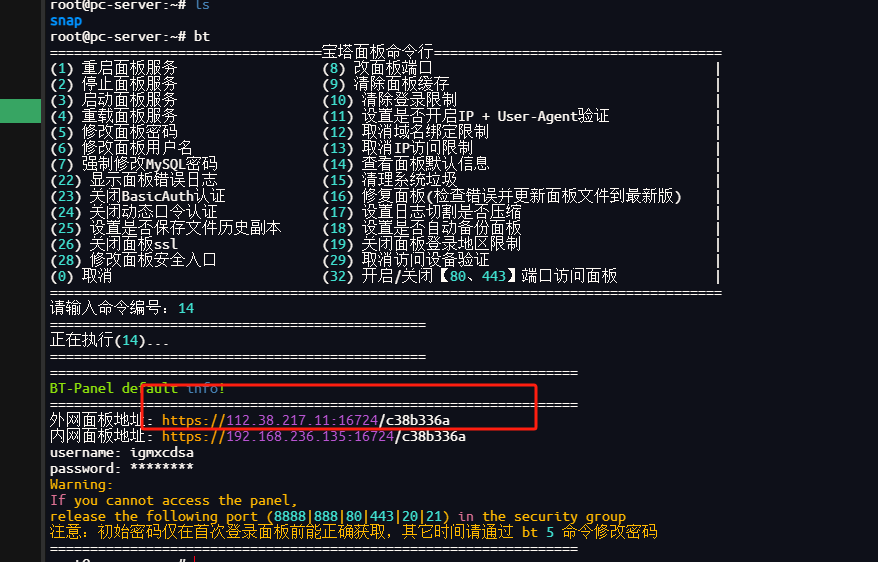 root@pc-server:~# ls
snap
root@pc-server:~# bt
==================================宝塔面板命令行====================================
(1) 重启面板服务 (8) 改面板端口 |
(2) 停止面板服务 (9) 清除面板缓存 |
(3) 启动面板服务 (10) 清除登录限制 |
(4) 重载面板服务 (11) 设置是否开启IP + User-Agent验证 |
(5) 修改面板密码 (12) 取消域名绑定限制 |
(6) 修改面板用户名 (13) 取消IP访问限制 |
(7) 强制修改MySQL密码 (14) 查看面板默认信息 |
(22) 显示面板错误日志 (15) 清理系统垃圾 |
(23) 关闭BasicAuth认证 (16) 修复面板(检查错误并更新面板文件到最新版) |
(24) 关闭动态口令认证 (17) 设置日志切割是否压缩 |
(25) 设置是否保存文件历史副本 (18) 设置是否自动备份面板 |
(26) 关闭面板ssl (19) 关闭面板登录地区限制 |
(28) 修改面板安全入口 (29) 取消访问设备验证 |
(0) 取消 (32) 开启/关闭【80、443】端口访问面板 |
====================================================================================
请输入命令编号：14
===============================================
正在执行(14)...
===============================================
==================================================================
BT-Panel default info!
==================================================================
外网面板地址: https://112.38.217.11:16724/c38b336a
内网面板地址: https://192.168.236.135:16724/c38b336a
username: igmxcdsa
password: ********
Warning:
If you cannot access the panel,
release the following port (8888|888|80|443|20|21) in the security group
注意：初始密码仅在首次登录面板前能正确获取，其它时间请通过 bt 5 命令修改密码
==================================================================
root@pc-server:~#